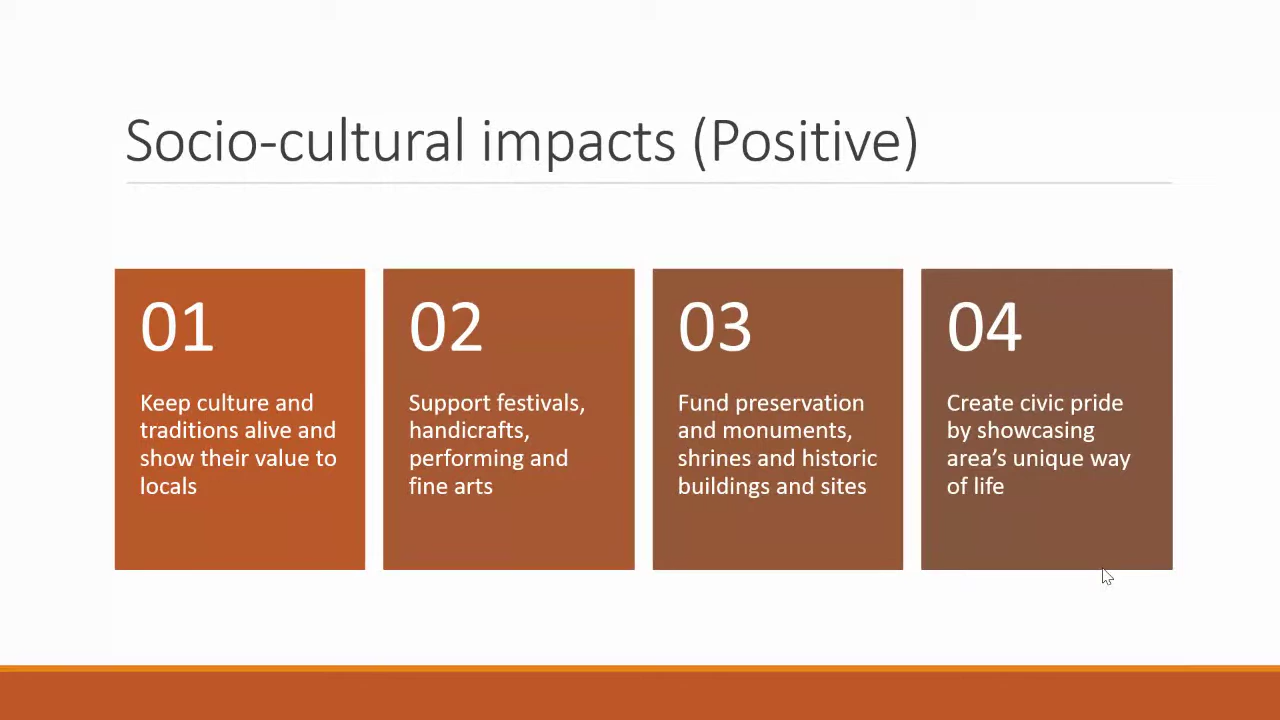 Socio-cultural impacts (Positive)
01
Keep culture and
traditions alive and
show their value to
locals
02
Support festivals,
handicrafts,
performing and
fine arts
03
Fund preservation
and monuments,
shrines and historic
buildings and sites
04
Create civic pride
by showcasing
area’s unique way
of life